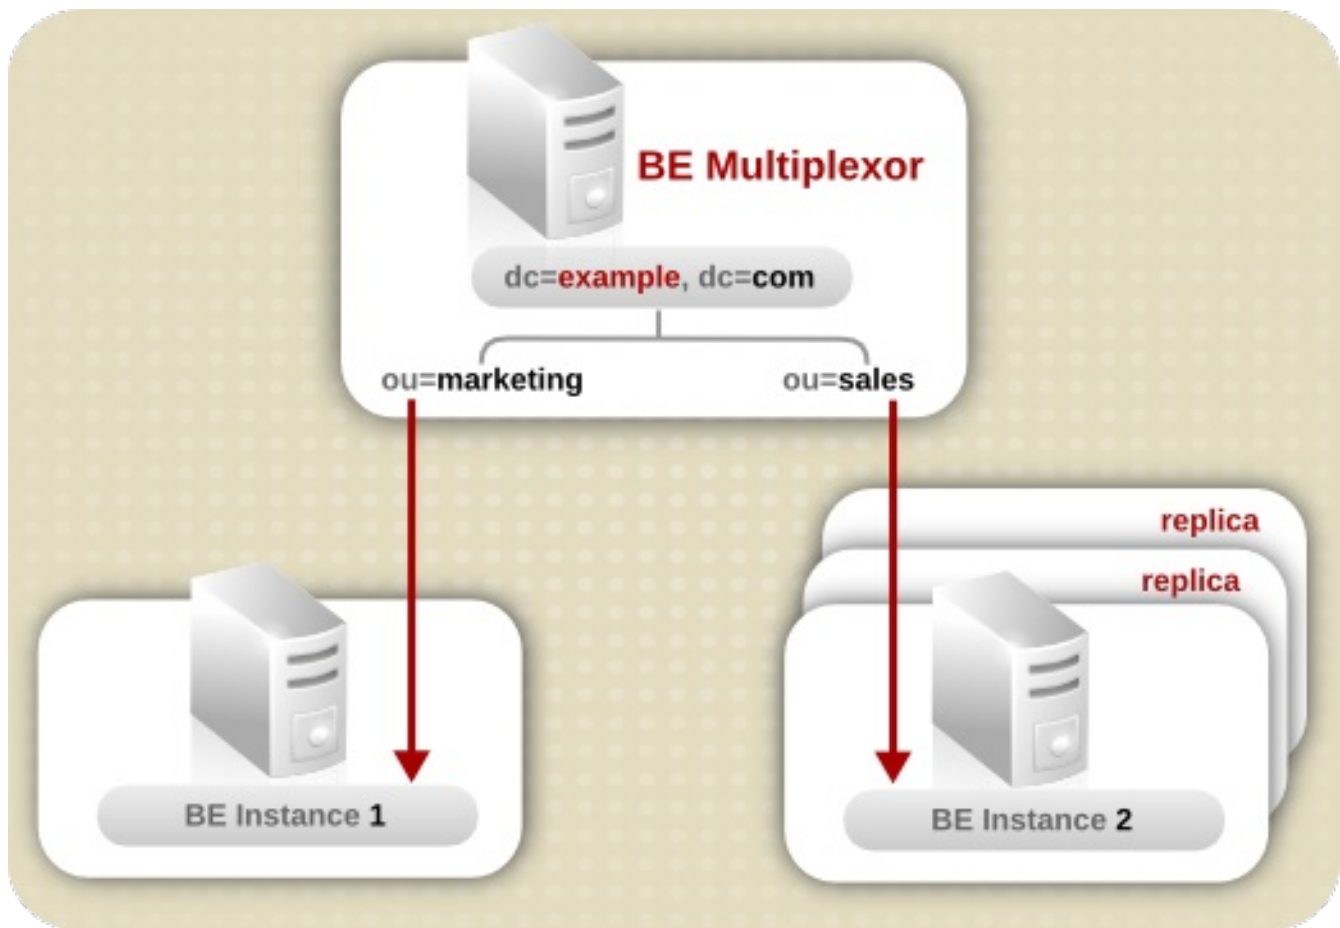 BE Multiplexor
dc=example, dc=com
ou=marketing
ou=sales
replica
replica
BE Instance 1
BE Instance 2